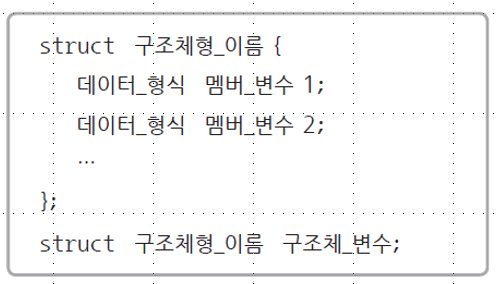 struct 구조체형_이름 {
데이터_형식 멤버_변수 1;
데이터_형식 멤버_변수 2;
...
};
struct 구조체형_이름 구조체_변수;